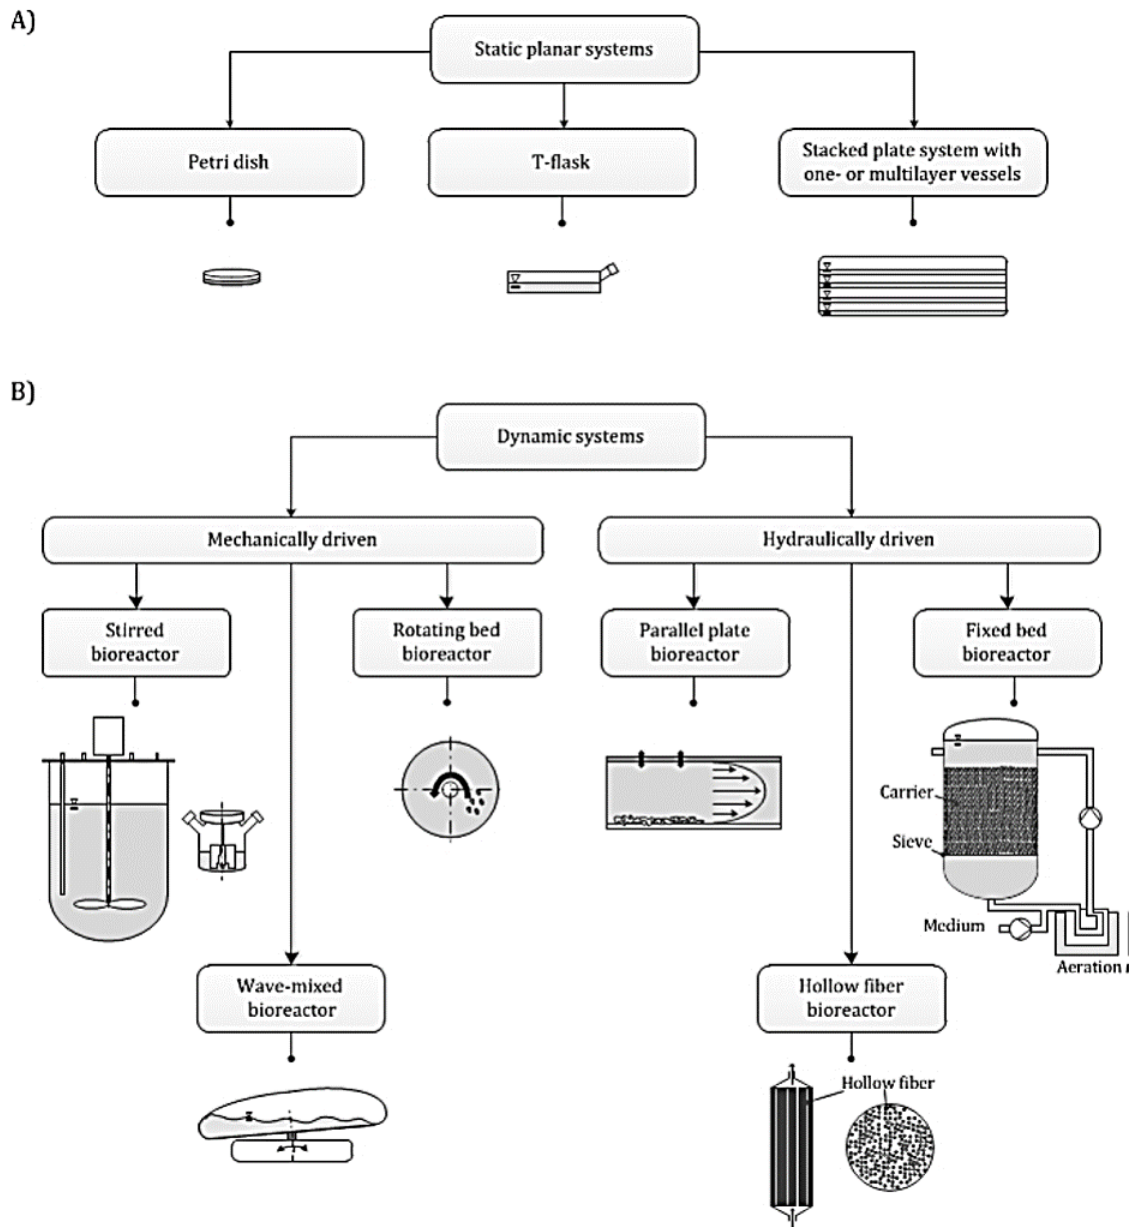 A)
Static planar systems
Petri dish
T-flask
Stacked plate system with
one- or multilayer vessels
B)
Dynamic systems
Mechanically driven
Hydraulically driven
Stirred
bioreactor
Rotating bed
bioreactor
Parallel plate
bioreactor
Fixed bed
bioreactor
Carrier
Sieve
Medium
Aeration
Wave-mixed
bioreactor
Hollow fiber
bioreactor
Hollow fiber